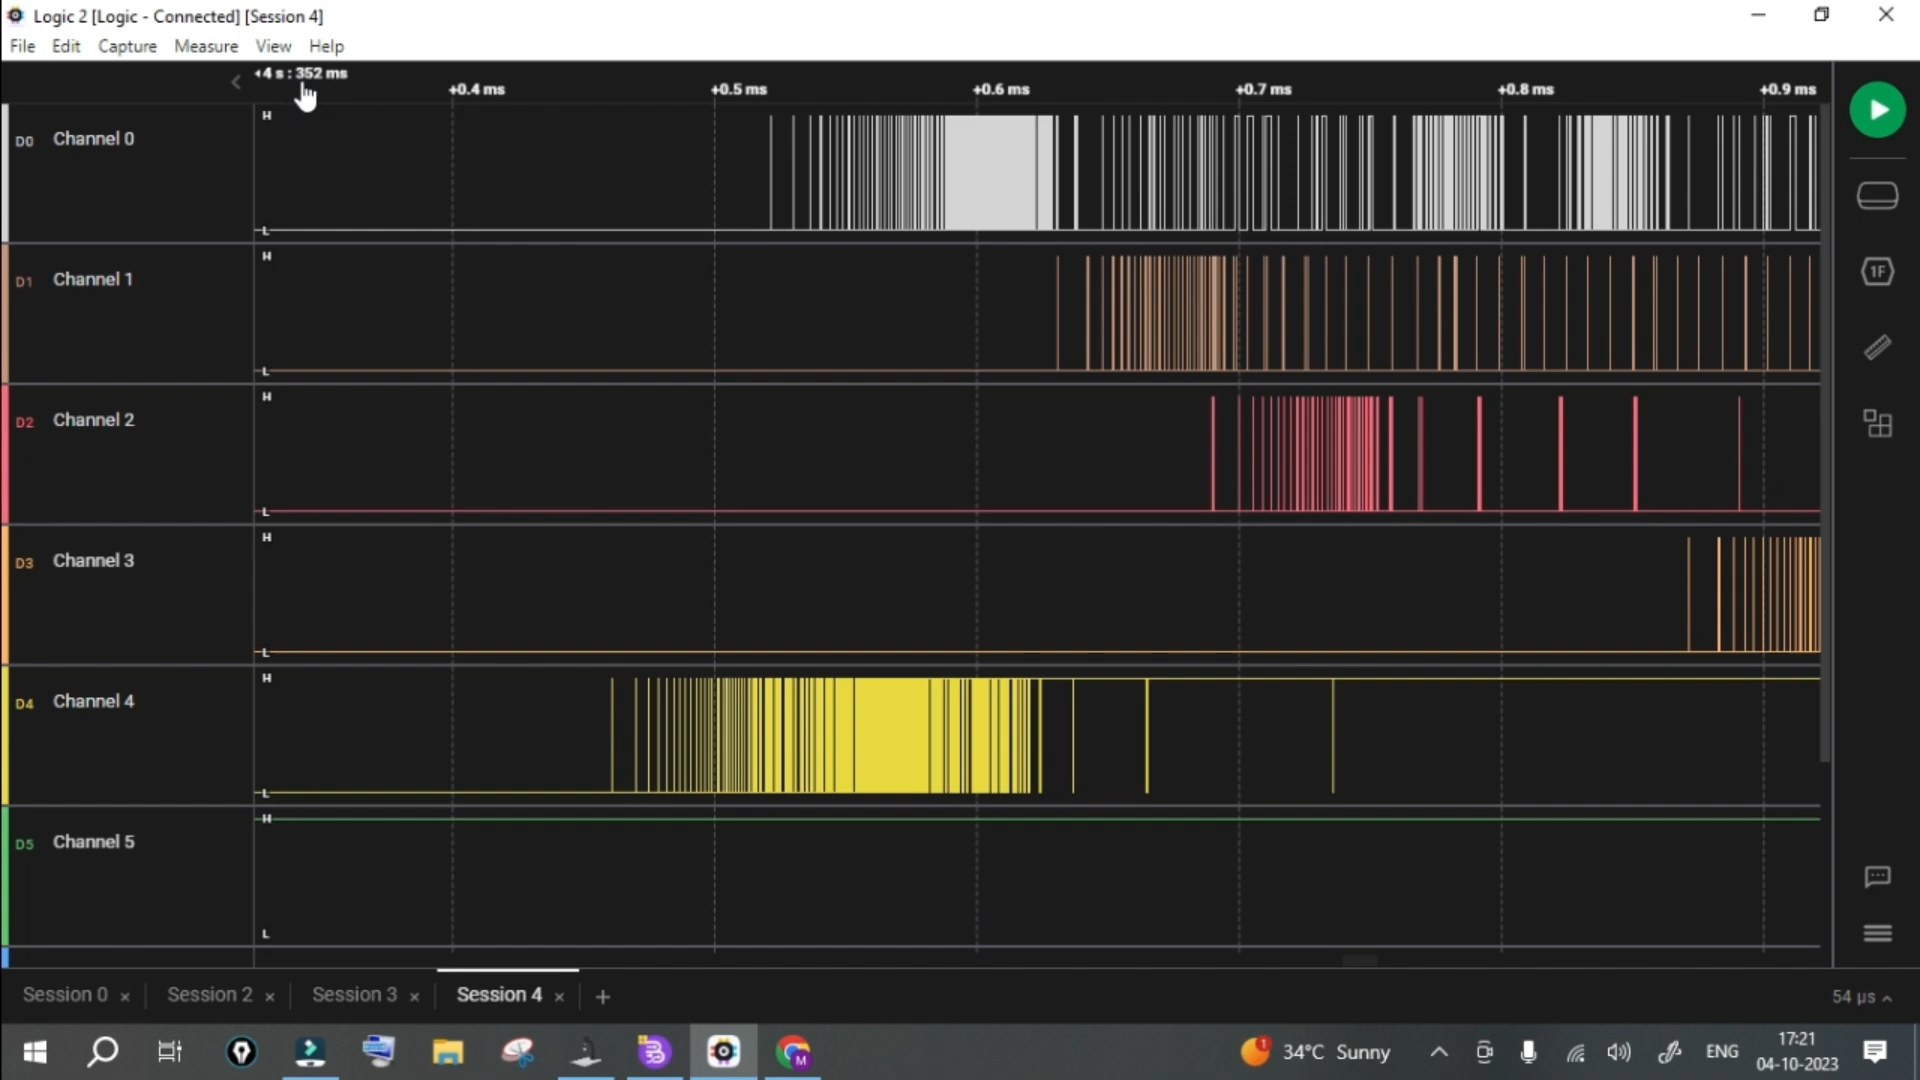 Logic 2 [Logic - Connected] [Session 4]
File Edit Capture Measure View Help
4 s : 352 ms
+0.4 ms +0.5 ms +0.6 ms +0.7 ms +0.8 ms +0.9 ms
H
D0 Channel 0
L
H
D1 Channel 1
L
H
D2 Channel 2
L
H
D3 Channel 3
L
H
D4 Channel 4
L
H
D5 Channel 5
L
1F
Session 0 × Session 2 × Session 3 × Session 4 × +
54 µs
1
34°C Sunny
M
ENG
17:21
04-10-2023